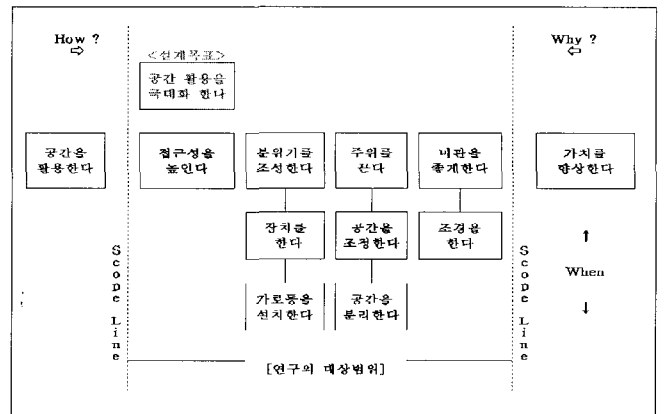 How ?
⇨
Why ?
⇦
<설계목표>
공간 활용을
극대화 한다
공간을
활용한다
접근성을
높인다
분위기를
조성한다
주위를
끈다
미관을
좋게한다
가치를
향상한다
잔치를
한다
공간을
조정한다
조경을
한다
가로등을
설치한다
공간을
분리한다
Scope Line
Scope Line
↑
When
↓
[연구의 대상범위]